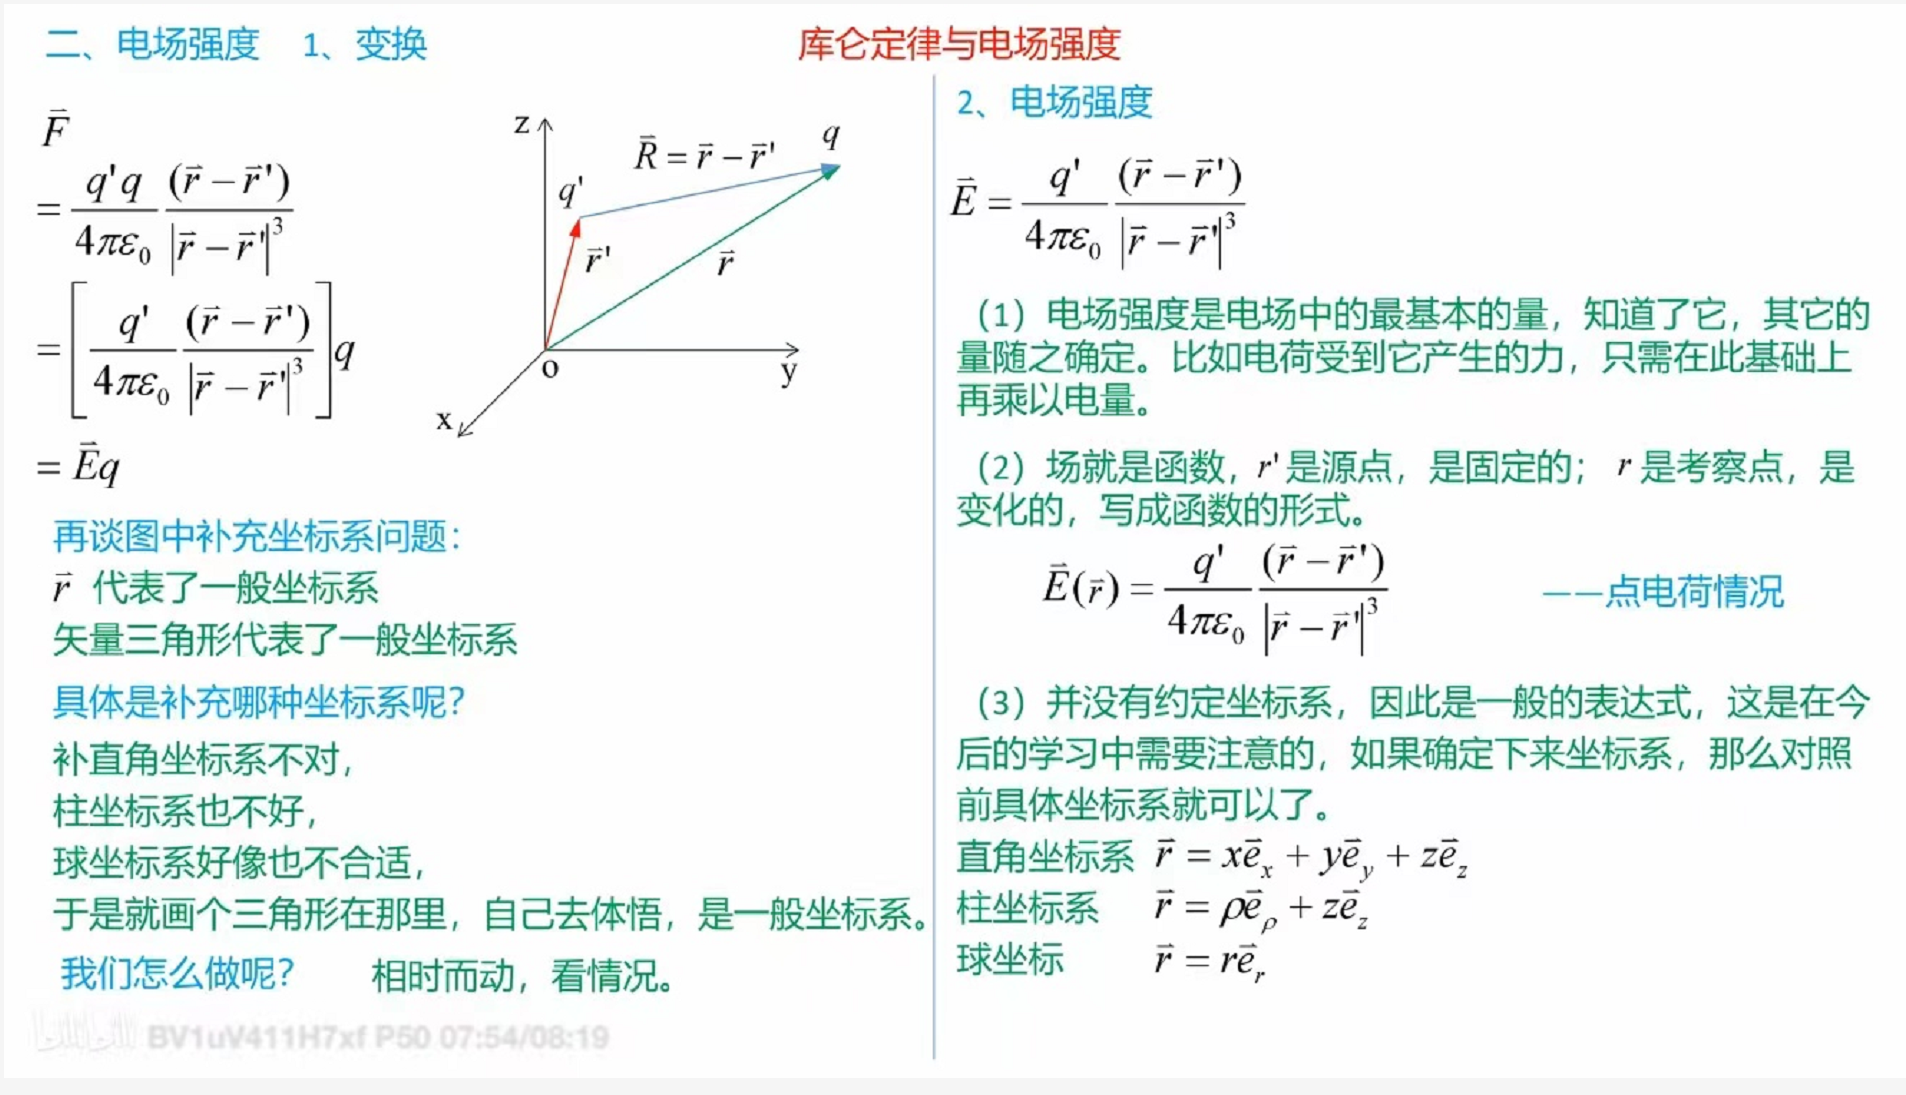 二、电场强度 1、变换
库仑定律与电场强度
$\vec{F}$
$= \frac{q'q}{4\pi\varepsilon_0} \frac{(\vec{r} - \vec{r}')}{|\vec{r} - \vec{r}'|^3}$
$= \left[ \frac{q'}{4\pi\varepsilon_0} \frac{(\vec{r} - \vec{r}')}{|\vec{r} - \vec{r}'|^3} \right] q$
$= \vec{E}q$
z
q'
$\vec{R} = \vec{r} - \vec{r}'$
q
$\vec{r}'$
$\vec{r}$
o
y
x
再谈图中补充坐标系问题：
$\vec{r}$ 代表了一般坐标系
矢量三角形代表了一般坐标系
具体是补充哪种坐标系呢？
补直角坐标系不对，
柱坐标系也不好，
球坐标系好像也不合适，
于是就画个三角形在那里，自己去体悟，是一般坐标系。
我们怎么做呢？ 相时而动，看情况。
bilibili BV1uV411H7xf P50 07:54/08:19
2、电场强度
$\vec{E} = \frac{q'}{4\pi\varepsilon_0} \frac{(\vec{r} - \vec{r}')}{|\vec{r} - \vec{r}'|^3}$
（1）电场强度是电场中的最基本的量，知道了它，其它的
量随之确定。比如电荷受到它产生的力，只需在此基础上
再乘以电量。
（2）场就是函数，r'是源点，是固定的； r 是考察点，是
变化的，写成函数的形式。
$\vec{E}(\vec{r}) = \frac{q'}{4\pi\varepsilon_0} \frac{(\vec{r} - \vec{r}')}{|\vec{r} - \vec{r}'|^3}$ ——点电荷情况
（3）并没有约定坐标系，因此是一般的表达式，这是在今
后的学习中需要注意的，如果确定下来坐标系，那么对照
前具体坐标系就可以了。
直角坐标系 $\vec{r} = x\vec{e}_x + y\vec{e}_y + z\vec{e}_z$
柱坐标系 $\vec{r} = \rho\vec{e}_\rho + z\vec{e}_z$
球坐标 $\vec{r} = r\vec{e}_r$